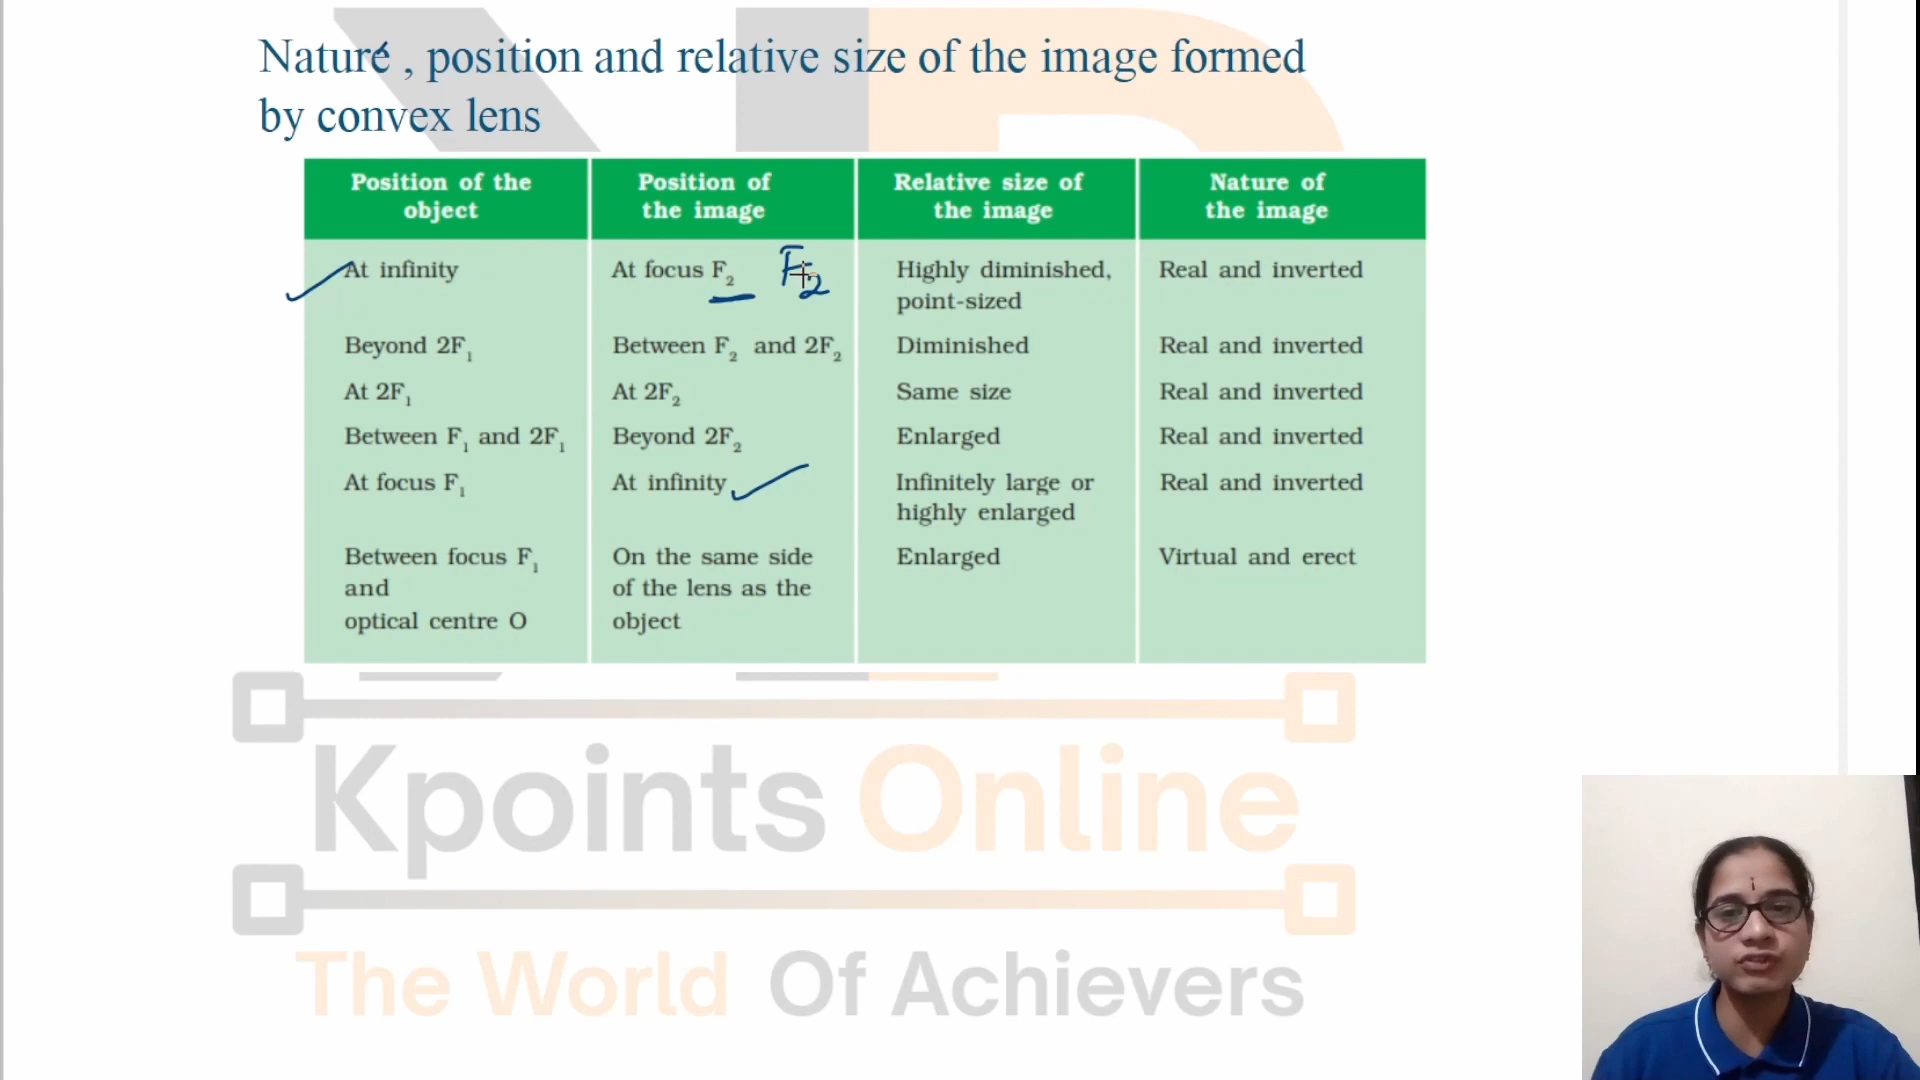 Nature , position and relative size of the image formed
by convex lens
Position of the
object
Position of
the image
Relative size of
the image
Nature of
the image
At infinity
At focus F₂
F₂
Highly diminished,
point-sized
Real and inverted
Beyond 2F₁
Between F₂ and 2F₂
Diminished
Real and inverted
At 2F₁
At 2F₂
Same size
Real and inverted
Between F₁ and 2F₁
Beyond 2F₂
Enlarged
Real and inverted
At focus F₁
At infinity
Infinitely large or
highly enlarged
Real and inverted
Between focus F₁
and
optical centre O
On the same side
of the lens as the
object
Enlarged
Virtual and erect
Kpoints Online
The World Of Achievers